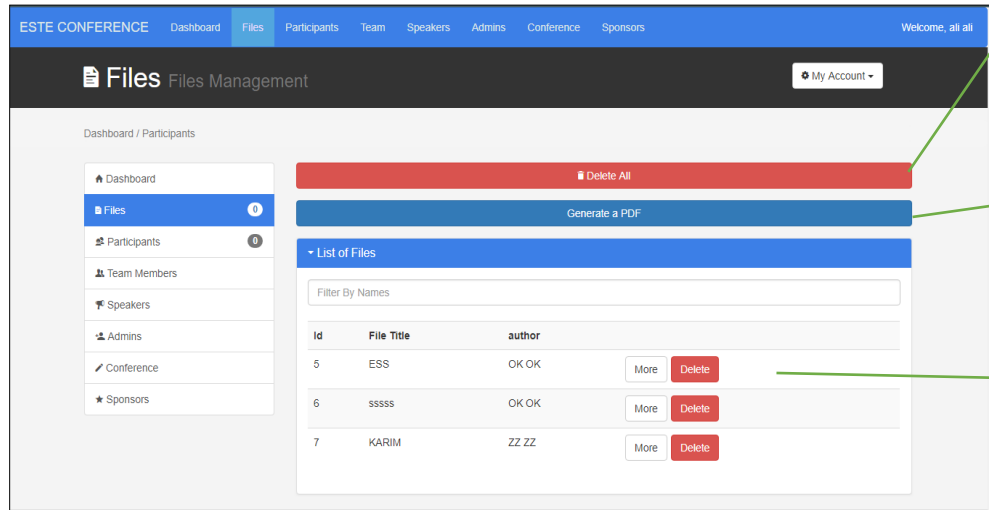 ESTE CONFERENCE Dashboard Files Participants Team Speakers Admins Conference Sponsors Welcome, ali ali
Files Files Management My Account
Dashboard / Participants
Dashboard
Files 0
Participants 0
Team Members
Speakers
Admins
Conference
Sponsors
Delete All
Generate a PDF
List of Files
Filter By Names
Id File Title author
5 ESS OK OK More Delete
6 sssss OK OK More Delete
7 KARIM ZZ ZZ More Delete